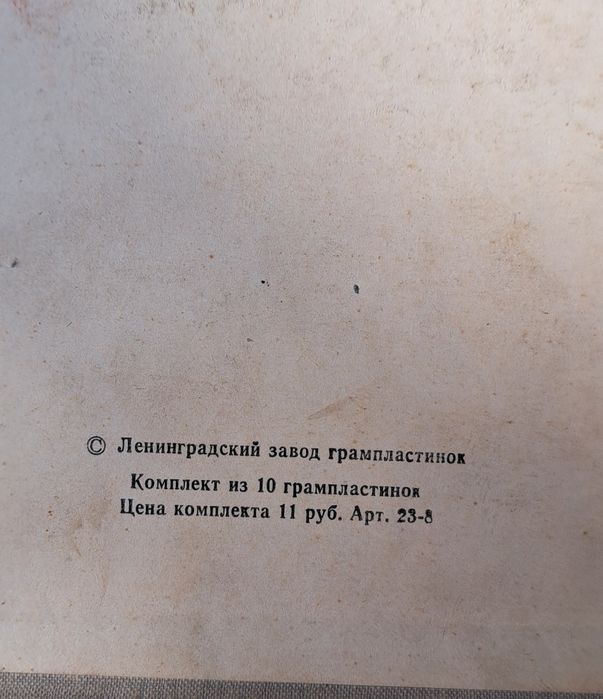 © Ленинградский завод грампластинок
Комплект из 10 грампластинок
Цена комплекта 11 руб. Арт. 23-8